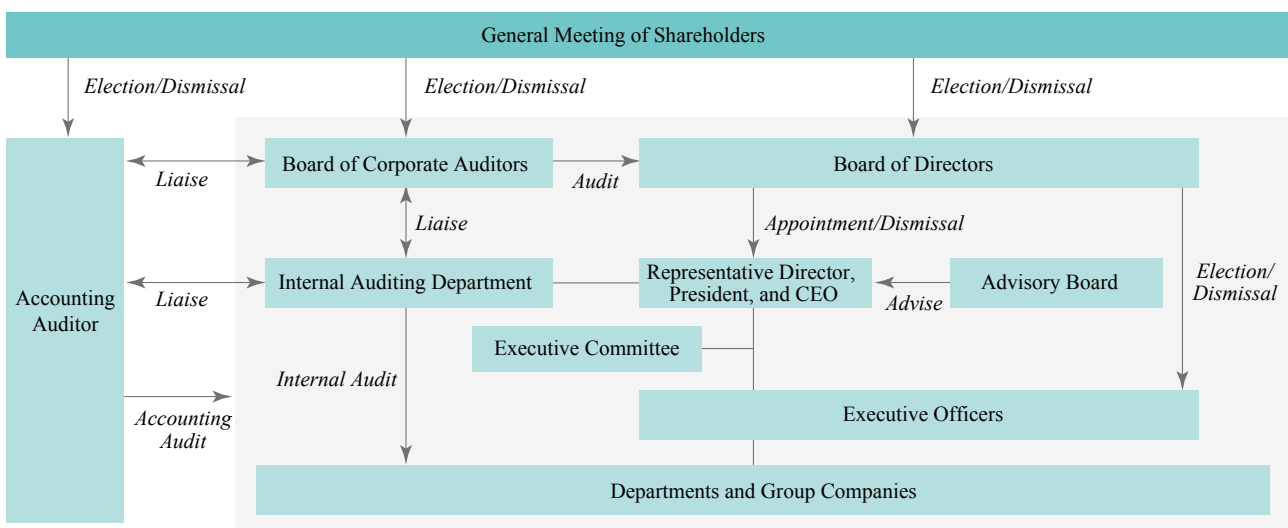 General Meeting of Shareholders
Election/Dismissal
Election/Dismissal
Election/Dismissal
Board of Corporate Auditors
Board of Directors
Liaise
Audit
Liaise
Appointment/Dismissal
Accounting
Auditor
Liaise
Internal Auditing Department
Representative Director,
President, and CEO
Advise
Advisory Board
Election/
Dismissal
Executive Committee
Internal Audit
Accounting
Audit
Executive Officers
Departments and Group Companies